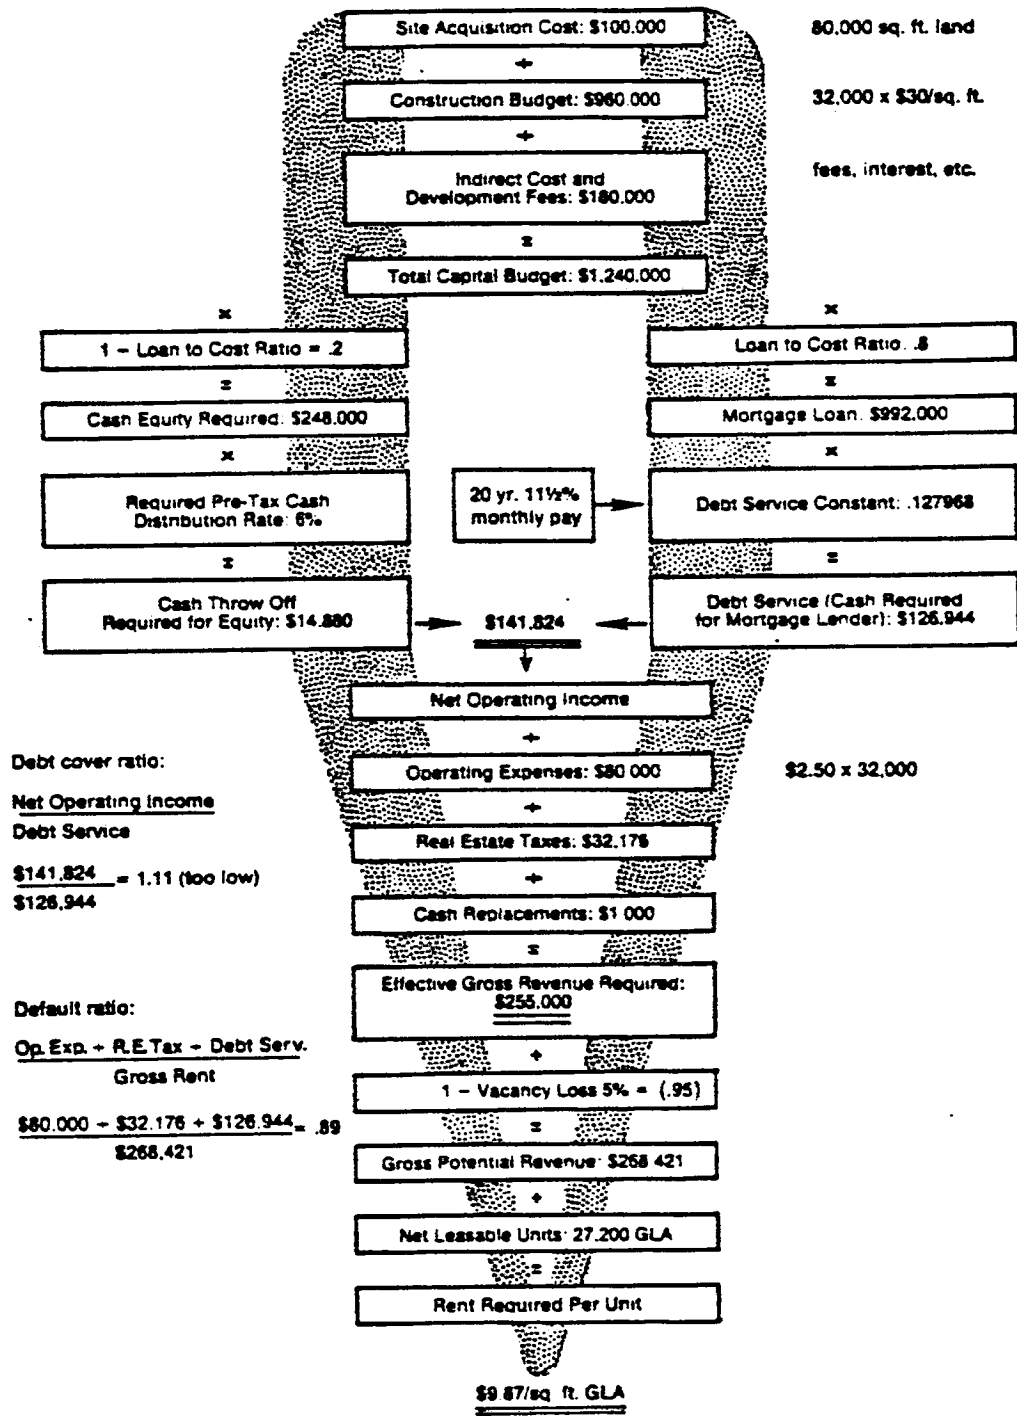 Site Acquisition Cost: $100.000
80.000 sq. ft. land
+
Construction Budget: $960.000
32,000 x $30/sq. ft.
+
Indirect Cost and
Development Fees: $180.000
fees, interest, etc.
=
Total Capital Budget: $1,240.000
x
x
1 – Loan to Cost Ratio = .2
Loan to Cost Ratio: .8
=
=
Cash Equity Required: $248.000
Mortgage Loan: $992.000
x
x
Required Pre-Tax Cash
Distribution Rate: 6%
20 yr. 11½%
monthly pay
Debt Service Constant: .127968
=
=
Cash Throw Off
Required for Equity: $14.880
$141,824
Debt Service (Cash Required
for Mortgage Lender): $126.944
Net Operating Income
+
Operating Expenses: $80 000
$2.50 x 32,000
+
Real Estate Taxes: $32.176
+
Cash Replacements: $1 000
=
Effective Gross Revenue Required:
$255.000
÷
1 – Vacancy Loss 5% = (.95)
=
Gross Potential Revenue: $268 421
÷
Net Leasable Units: 27.200 GLA
=
Rent Required Per Unit
$9.87/sq ft. GLA
Debt cover ratio:
Net Operating Income
Debt Service
$141,824 = 1.11 (too low)
$126,944
Default ratio:
Op. Exp. + R.E. Tax + Debt Serv.
Gross Rent
$80.000 + $32.176 + $126.944 = .89
$268,421